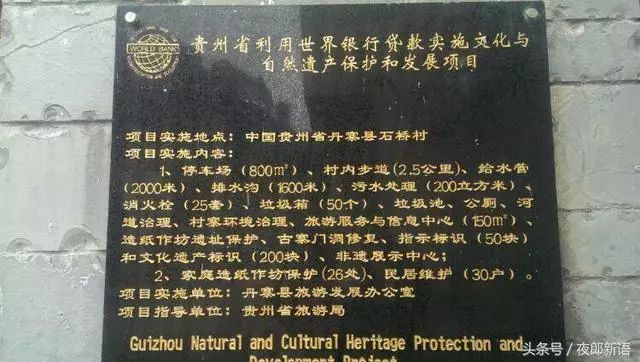 WORLD BANK
贵州省利用世界银行贷款实施文化与
自然遗产保护和发展项目
项目实施地点：中国贵州省丹寨县石桥村
项目实施内容：
1、停车场（800㎡）、村内步道（2.5公里）、给水管
（2000米）、排水沟（1600米）、污水处理（200立方米）、
消火栓（25套）、垃圾箱（50个）、垃圾池、公厕、河
道治理、村寨环境治理、旅游服务与信息中心（150㎡）、
造纸作坊遗址保护、古寨门洞修复、指示标识（50块）
和文化遗产标识（200块）、非遗展示中心；
2、家庭造纸作坊保护（26处）、民居维护（30户）。
项目实施单位：丹寨县旅游发展办公室
项目指导单位：贵州省旅游局
Guizhou Natural and Cultural Heritage Protection and
Development Project
头条号 / 夜郎新语